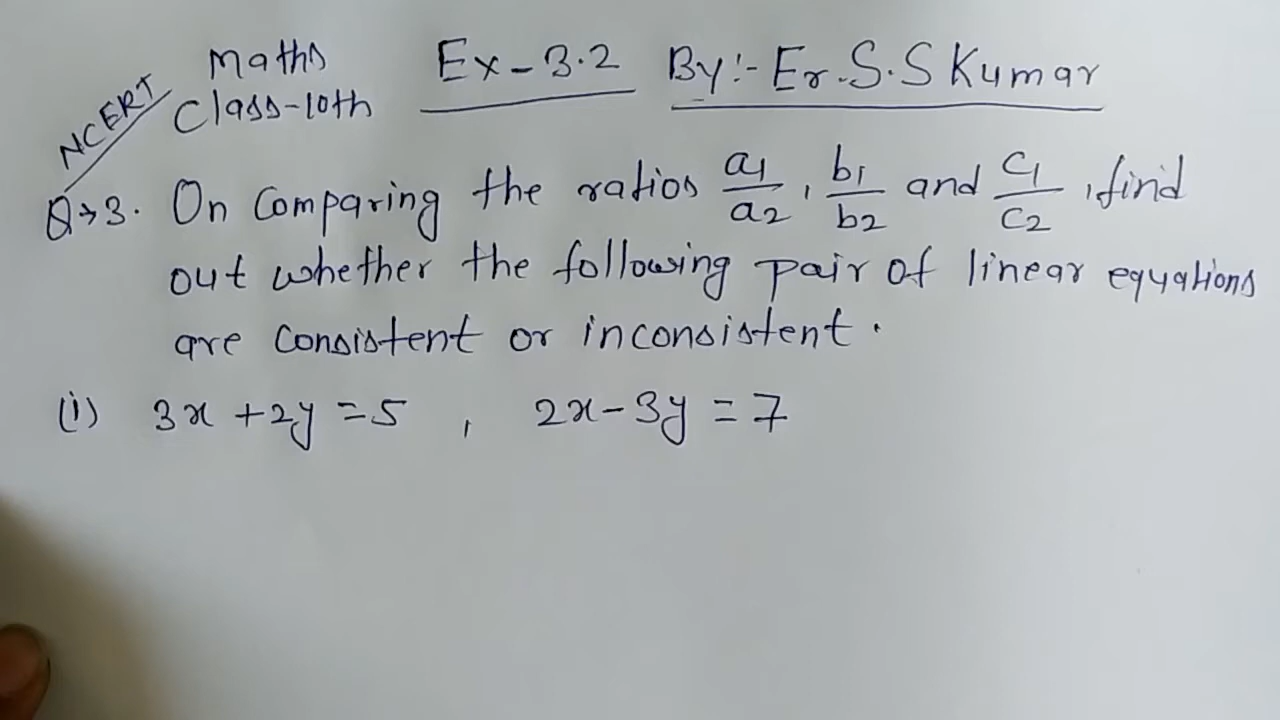 Maths Ex-3.2 By:- Er.S.S Kumar
NCERT Class-10th
Q→3. On Comparing the ratios a1/a2, b1/b2 and c1/c2, find
out whether the following pair of linear equations
are consistent or inconsistent.
(i) 3x+2y=5, 2x-3y=7